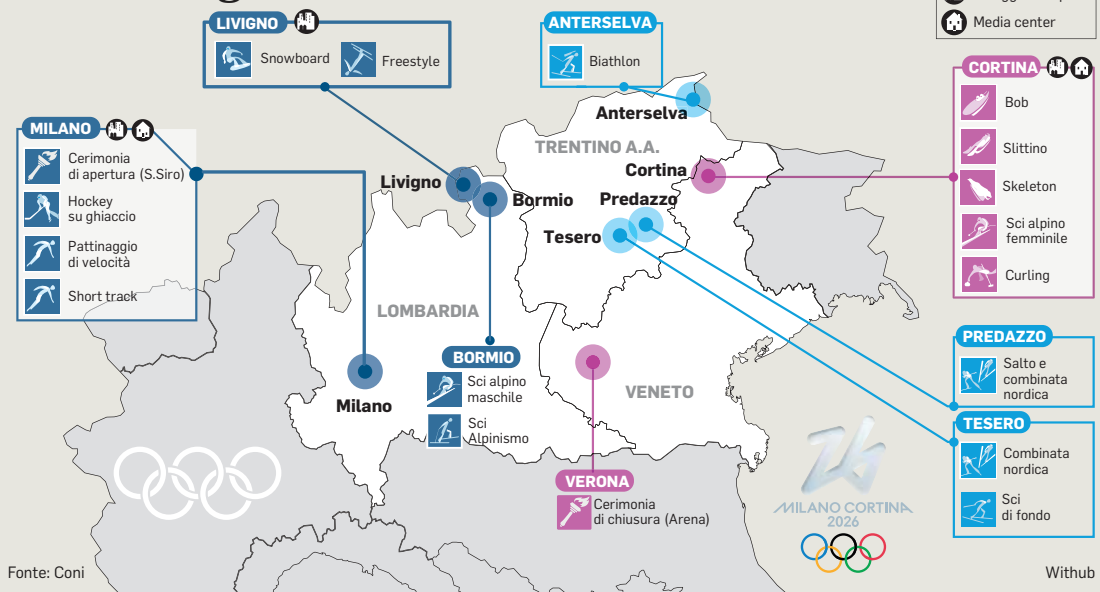 LIVIGNO
Snowboard
Freestyle
ANTERSELVA
Biathlon
Media center
CORTINA
Bob
Slittino
Skeleton
Sci alpino
femminile
Curling
MILANO
Cerimonia
di apertura (S.Siro)
Hockey
su ghiaccio
Pattinaggio
di velocità
Short track
Anterselva
TRENTINO A.A.
Cortina
Livigno
Bormio
Predazzo
Tesero
LOMBARDIA
VENETO
Milano
BORMIO
Sci alpino
maschile
Sci
Alpinismo
PREDAZZO
Salto e
combinata
nordica
TESERO
Combinata
nordica
Sci
di fondo
VERONA
Cerimonia
di chiusura (Arena)
MILANO CORTINA
2026
Fonte: Coni
Withub